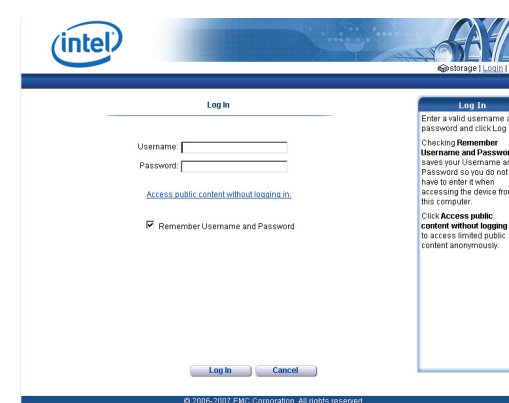 intel
storage | Login |
Log In
Username:
Password:
Access public content without logging in.
Remember Username and Password
Log In Cancel
Log In
Enter a valid username
password and click Log
Checking Remember
Username and
saves your Username
Password so you do not
have to enter it when
accessing the device
this computer.
Click Access public
content without logging
to access limited public
content anonymously.
© 2006-2007 EMC Corporation. All rights reserved.